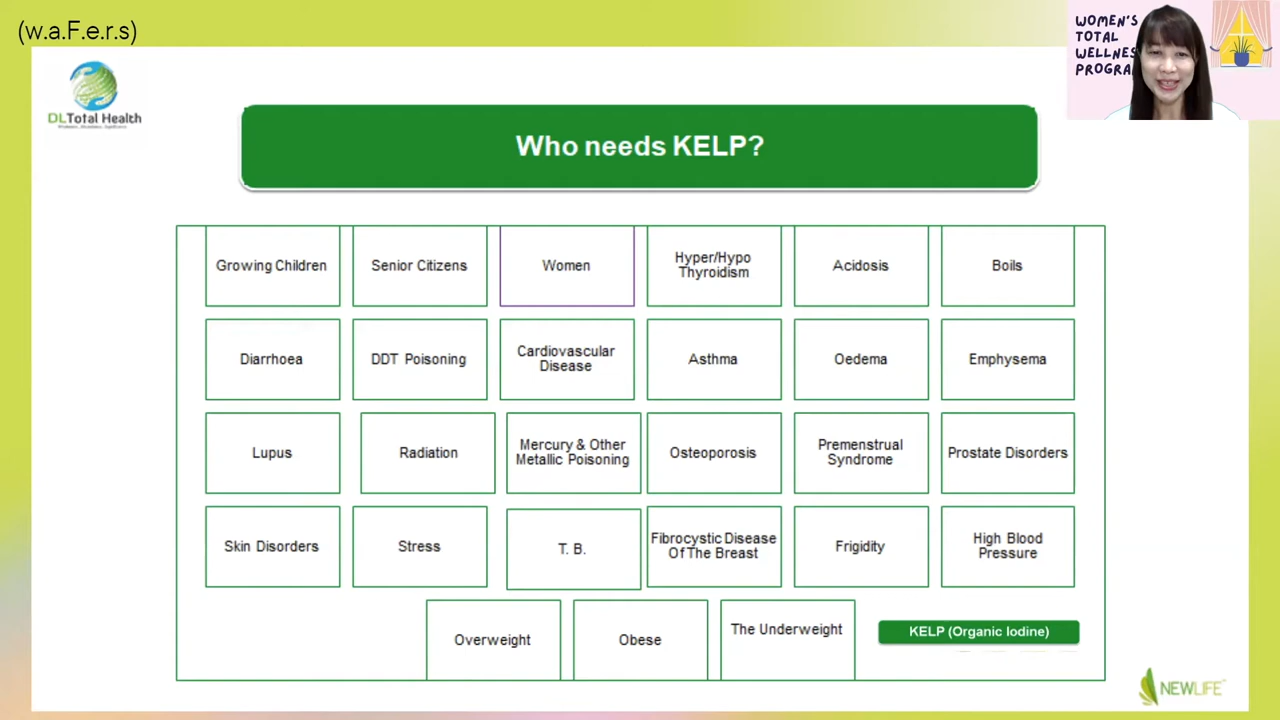 (w.a.F.e.r.s)
WOMEN'S
TOTAL
WELLNES
PROGRA
DLTotal Health
Who needs KELP?
Growing Children
Senior Citizens
Women
Hyper/Hypo
Thyroidism
Acidosis
Boils
Diarrhoea
DDT Poisoning
Cardiovascular
Disease
Asthma
Oedema
Emphysema
Lupus
Radiation
Mercury & Other
Metallic Poisoning
Osteoporosis
Premenstrual
Syndrome
Prostate Disorders
Skin Disorders
Stress
T. B.
Fibrocystic Disease
Of The Breast
Frigidity
High Blood
Pressure
Overweight
Obese
The Underweight
KELP (Organic Iodine)
NEWLIFE